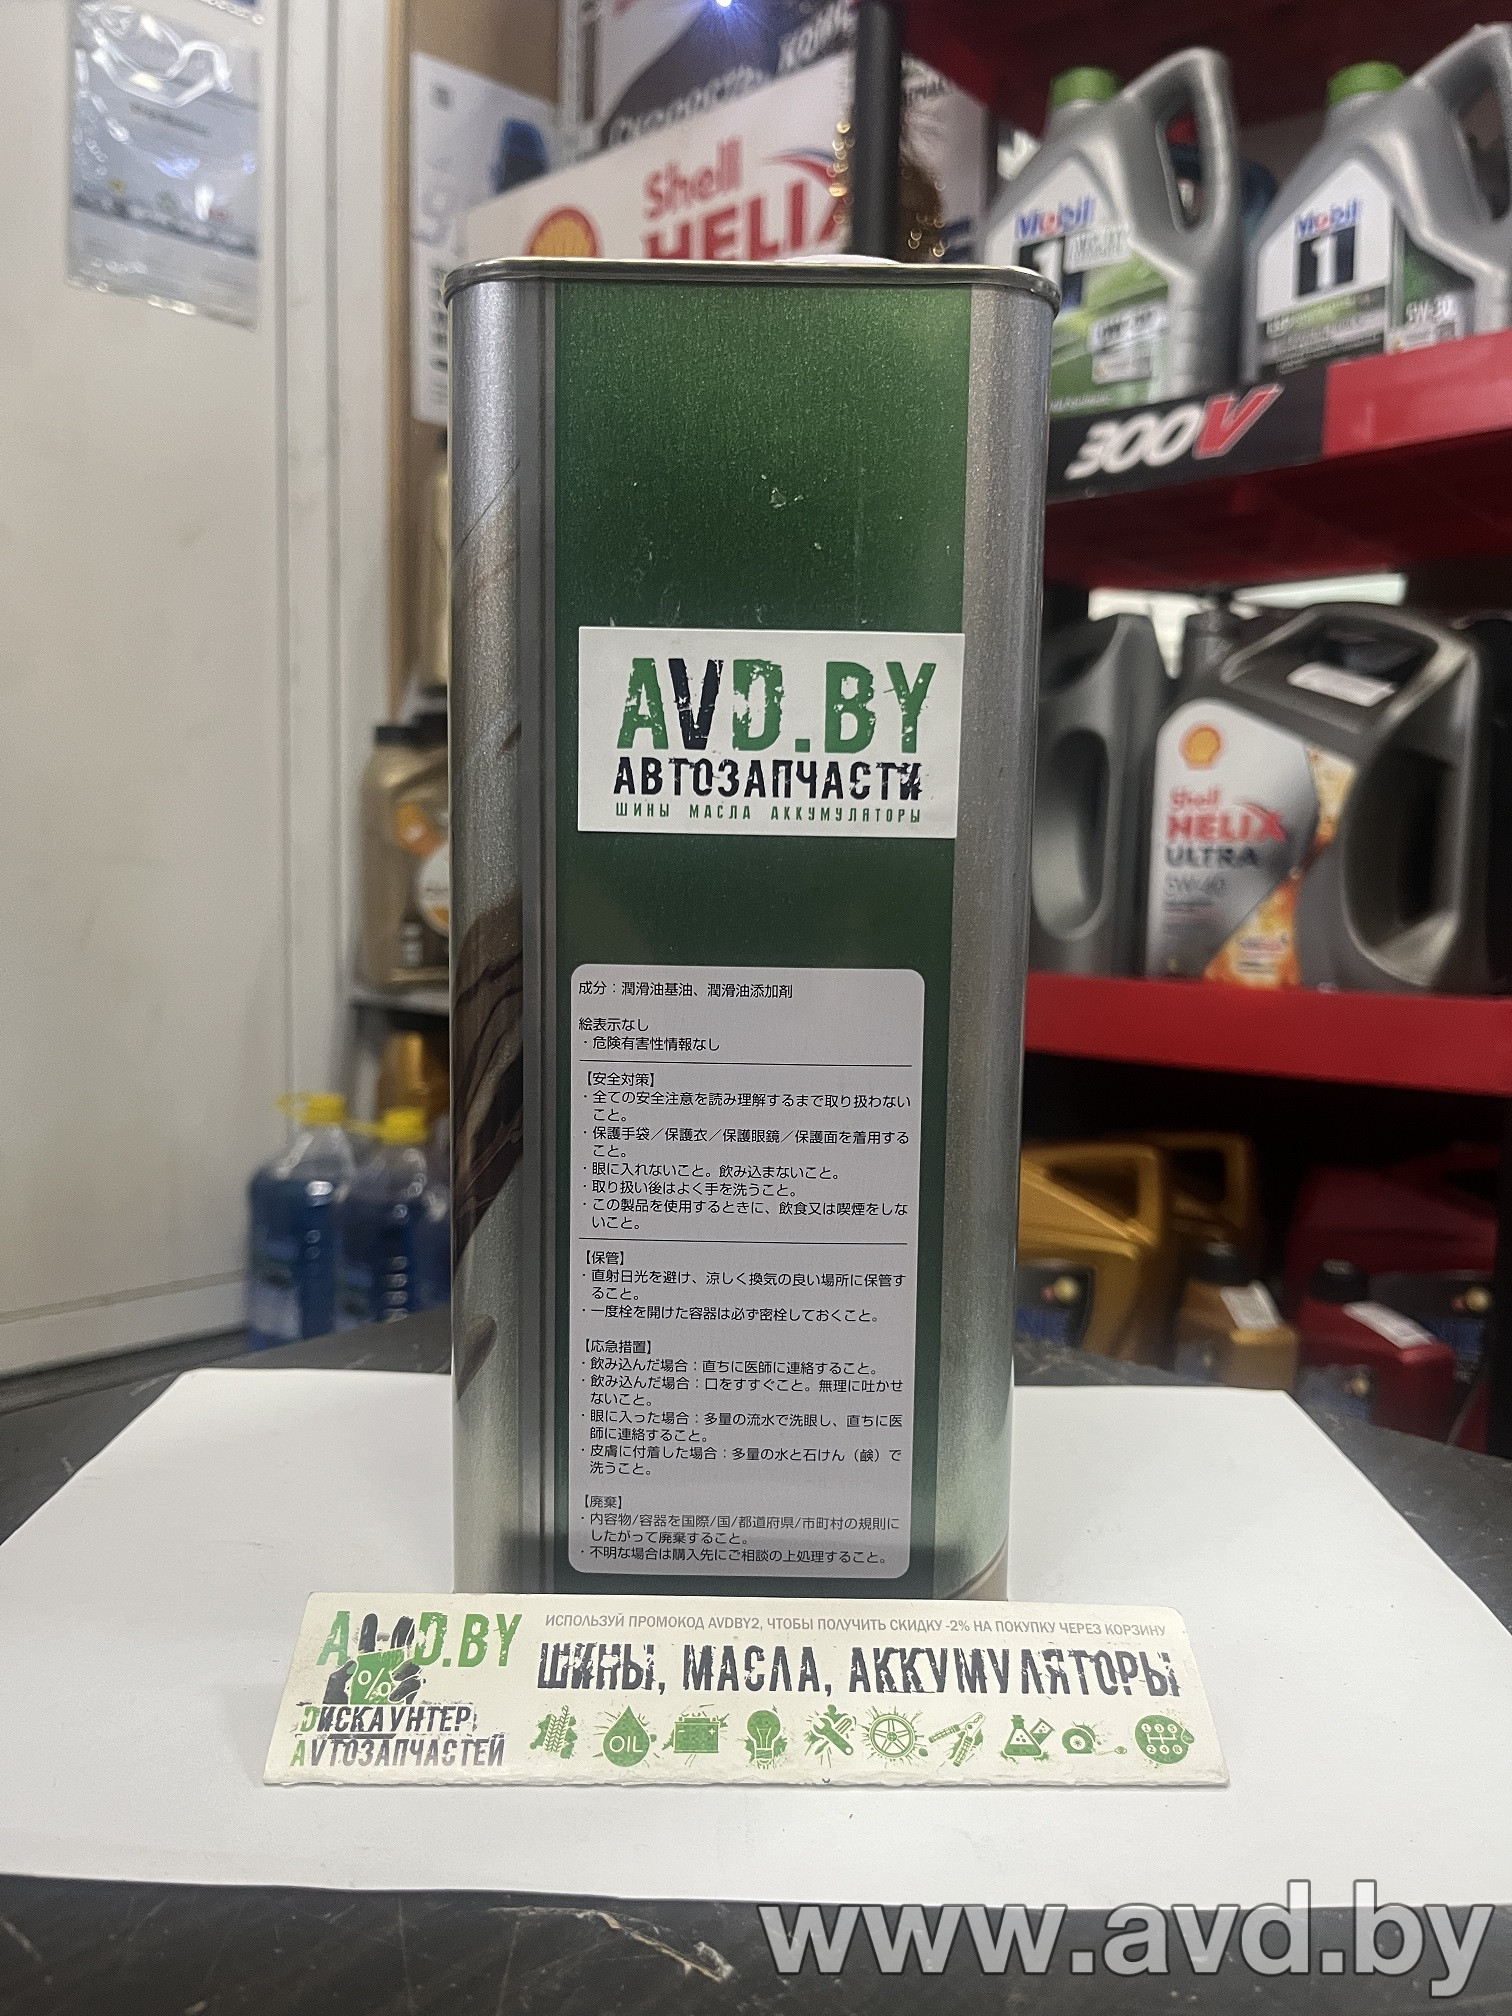 Shell
HELIX
Mobil
1
Mobil
1
5W-30
300V
AVD.BY
АВТОЗАПЧАСТИ
ШИНЫ МАСЛА АККУМУЛЯТОРЫ
Shell
HELIX
ULTRA
5W-40
成分：潤滑油基油、潤滑油添加剤
絵表示なし
・危険有害性情報なし
【安全対策】
・全ての安全注意を読み理解するまで取り扱わない
こと。
・保護手袋／保護衣／保護眼鏡／保護面を着用する
こと。
・眼に入れないこと。飲み込まないこと。
・取り扱い後はよく手を洗うこと。
・この製品を使用するときに、飲食又は喫煙をしな
いこと。
【保管】
・直射日光を避け、涼しく換気の良い場所に保管す
ること。
・一度栓を開けた容器は必ず密栓しておくこと。
【応急措置】
・飲み込んだ場合：直ちに医師に連絡すること。
・飲み込んだ場合：口をすすぐこと。無理に吐かせ
ないこと。
・眼に入った場合：多量の流水で洗眼し、直ちに医
師に連絡すること。
・皮膚に付着した場合：多量の水と石けん（鹸）で
洗うこと。
【廃棄】
・内容物/容器を国際/国/都道府県/市町村の規則に
したがって廃棄すること。
・不明な場合は購入先にご相談の上処理すること。
AVD.BY
%
DИСКАУНТЕР
АVТОЗАПЧАСТЕЙ
ИСПОЛЬЗУЙ ПРОМОКОД AVDBY2, ЧТОБЫ ПОЛУЧИТЬ СКИДКУ -2% НА ПОКУПКУ ЧЕРЕЗ КОРЗИНУ
ШИНЫ, МАСЛА, АККУМУЛЯТОРЫ
OIL
www.avd.by